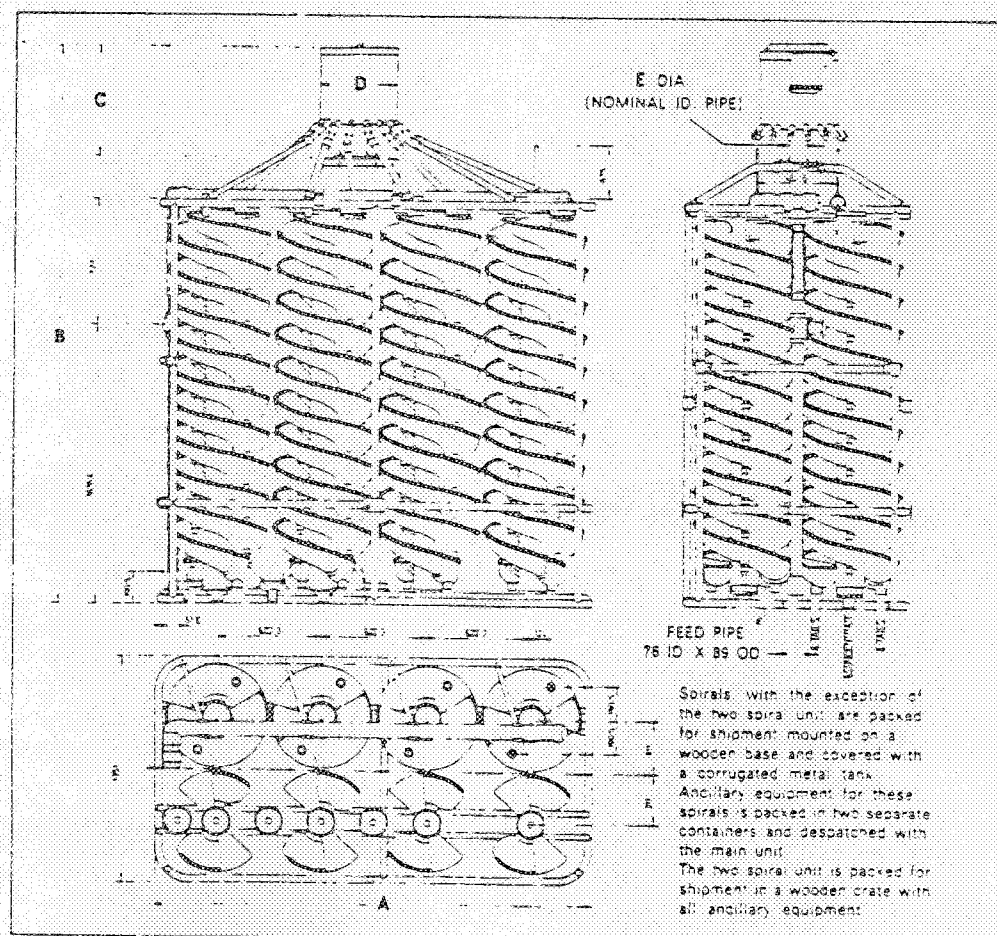 C
D
E DIA.
(NOMINAL ID. PIPE)
B
FEED PIPE
76 ID X 89 OD
TAILS
A
Spirals with the exception of
the two spiral unit are packed
for shipment mounted on a
wooden base and covered with
a corrugated metal tank
Ancillary equipment for these
spirals is packed in two separate
containers and despatched with
the main unit
The two spiral unit is packed for
shipment in a wooden crate with
all ancillary equipment